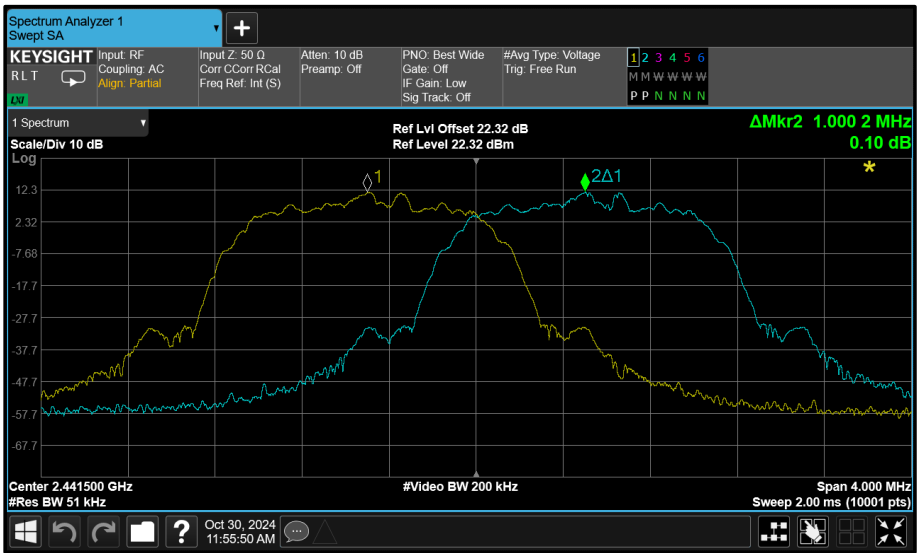 Spectrum Analyzer 1
Swept SA
+
KEYSIGHT Input: RF Input Z: 50 Ω Atten: 10 dB PNO: Best Wide #Avg Type: Voltage 1 2 3 4 5 6
RLT Coupling: AC Corr CCorr RCal Preamp: Off Gate: Off Trig: Free Run M M W W W W
Align: Partial Freq Ref: Int (S) IF Gain: Low P P N N N N
LXI Sig Track: Off
1 Spectrum Ref Lvl Offset 22.32 dB ΔMkr2 1.000 2 MHz
Scale/Div 10 dB Ref Level 22.32 dBm 0.10 dB
Log
*
1
2Δ1
12.3
2.32
-7.68
-17.7
-27.7
-37.7
-47.7
-57.7
-67.7
Center 2.441500 GHz #Video BW 200 kHz Span 4.000 MHz
#Res BW 51 kHz Sweep 2.00 ms (10001 pts)
? Oct 30, 2024
11:55:50 AM